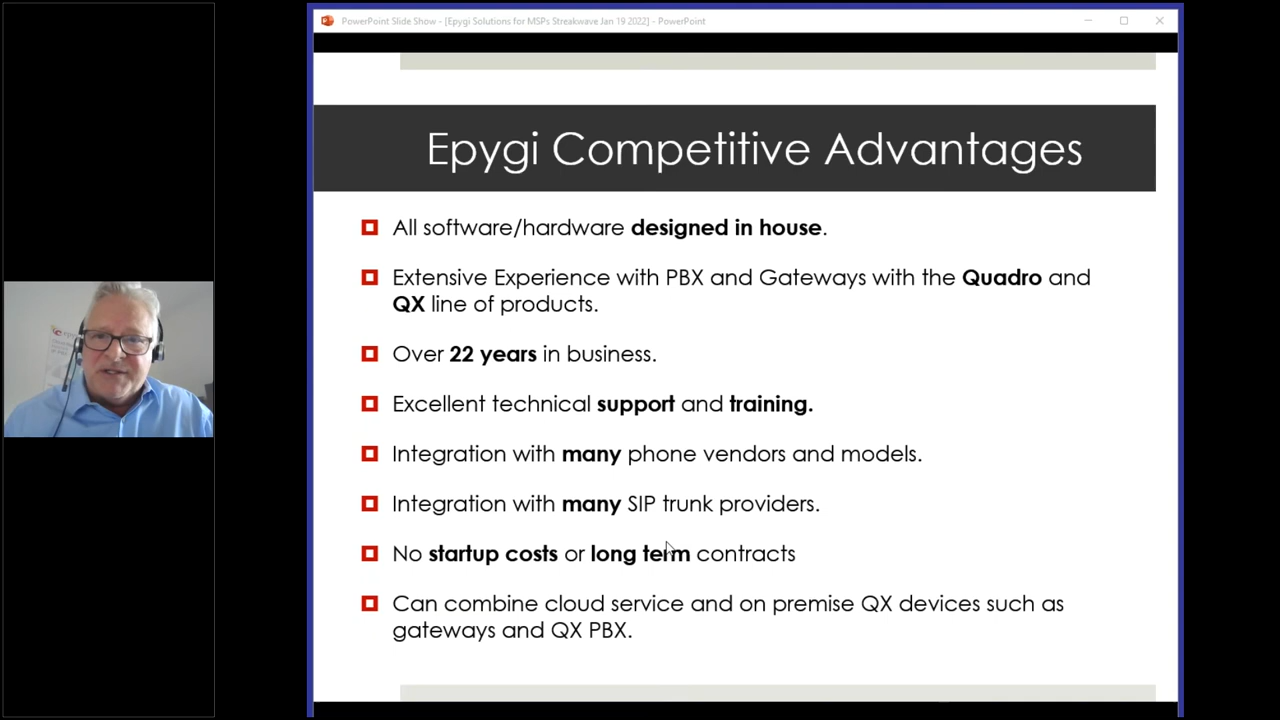 PowerPoint Slide Show - [Epygi Solutions for MSPs Streakwave Jan 19 2022] - PowerPoint
Epygi Competitive Advantages
All software/hardware designed in house.
Extensive Experience with PBX and Gateways with the Quadro and
QX line of products.
Over 22 years in business.
Excellent technical support and training.
Integration with many phone vendors and models.
Integration with many SIP trunk providers.
No startup costs or long term contracts
Can combine cloud service and on premise QX devices such as
gateways and QX PBX.